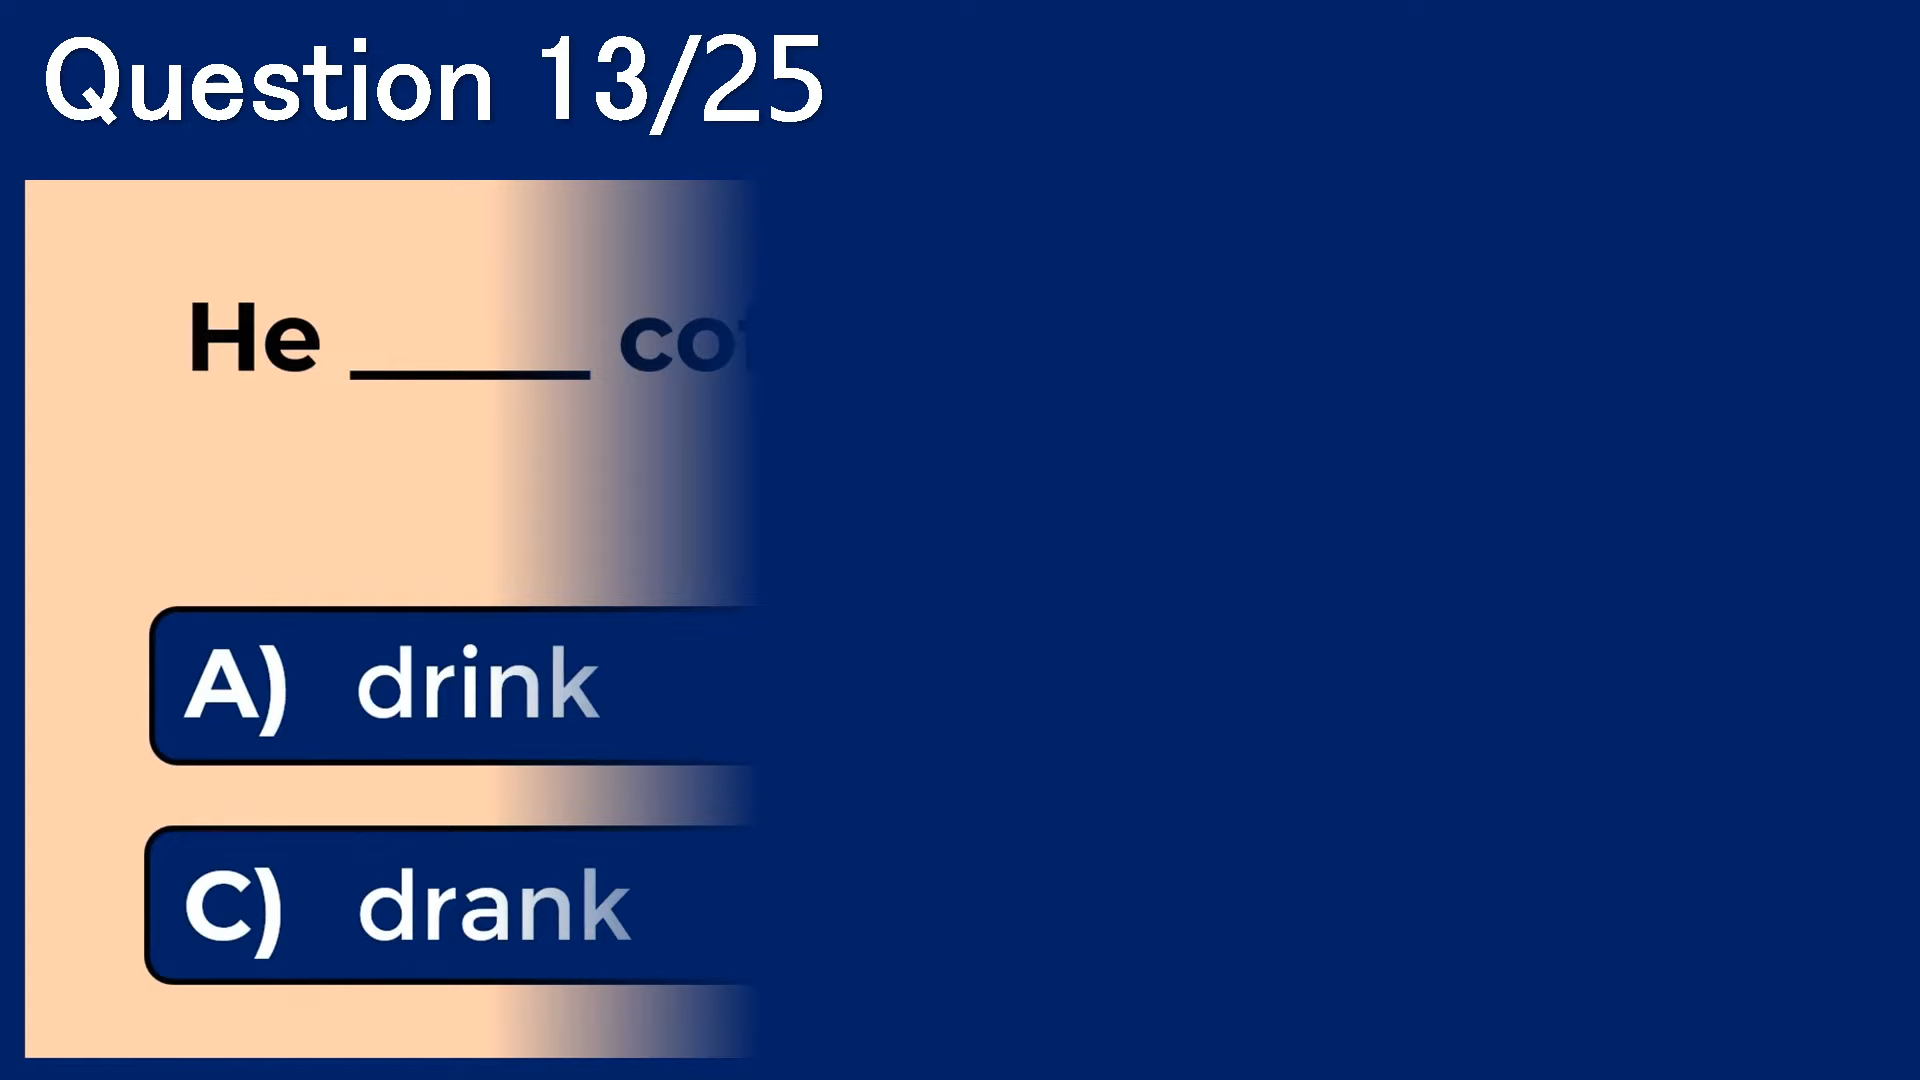 Question 13/25
He _____
A) drink
C) drank